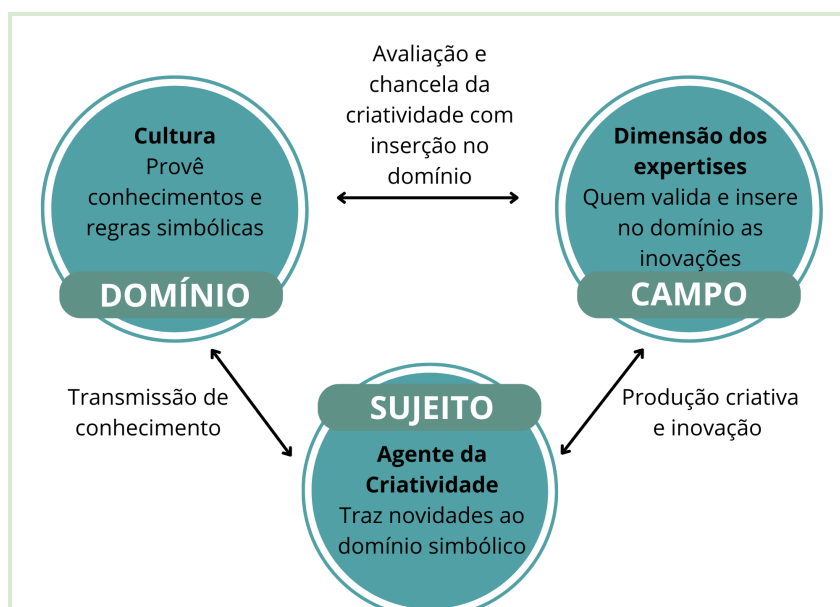 Avaliação e
chancela da
criatividade com
inserção no
domínio
Cultura
Provê
conhecimentos e
regras simbólicas
DOMÍNIO
Dimensão dos
expertises
Quem valida e insere
no domínio as
inovações
CAMPO
Transmissão de
conhecimento
SUJEITO
Agente da
Criatividade
Traz novidades ao
domínio simbólico
Produção criativa
e inovação